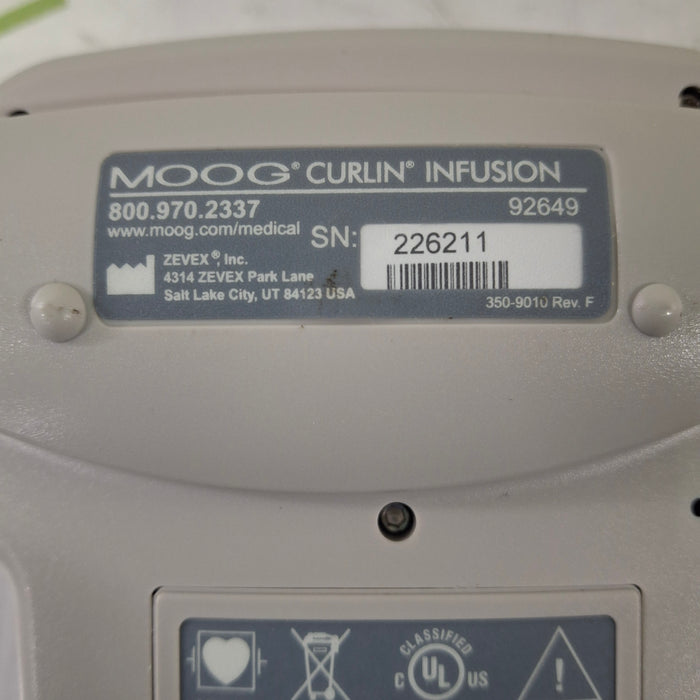 MOOG® CURLIN® INFUSION
800.970.2337 92649
www.moog.com/medical SN: 226211
ZEVEX®, Inc.
4314 ZEVEX Park Lane
Salt Lake City, UT 84123 USA
350-9010 Rev. F
CLASSIFIED
C UL US